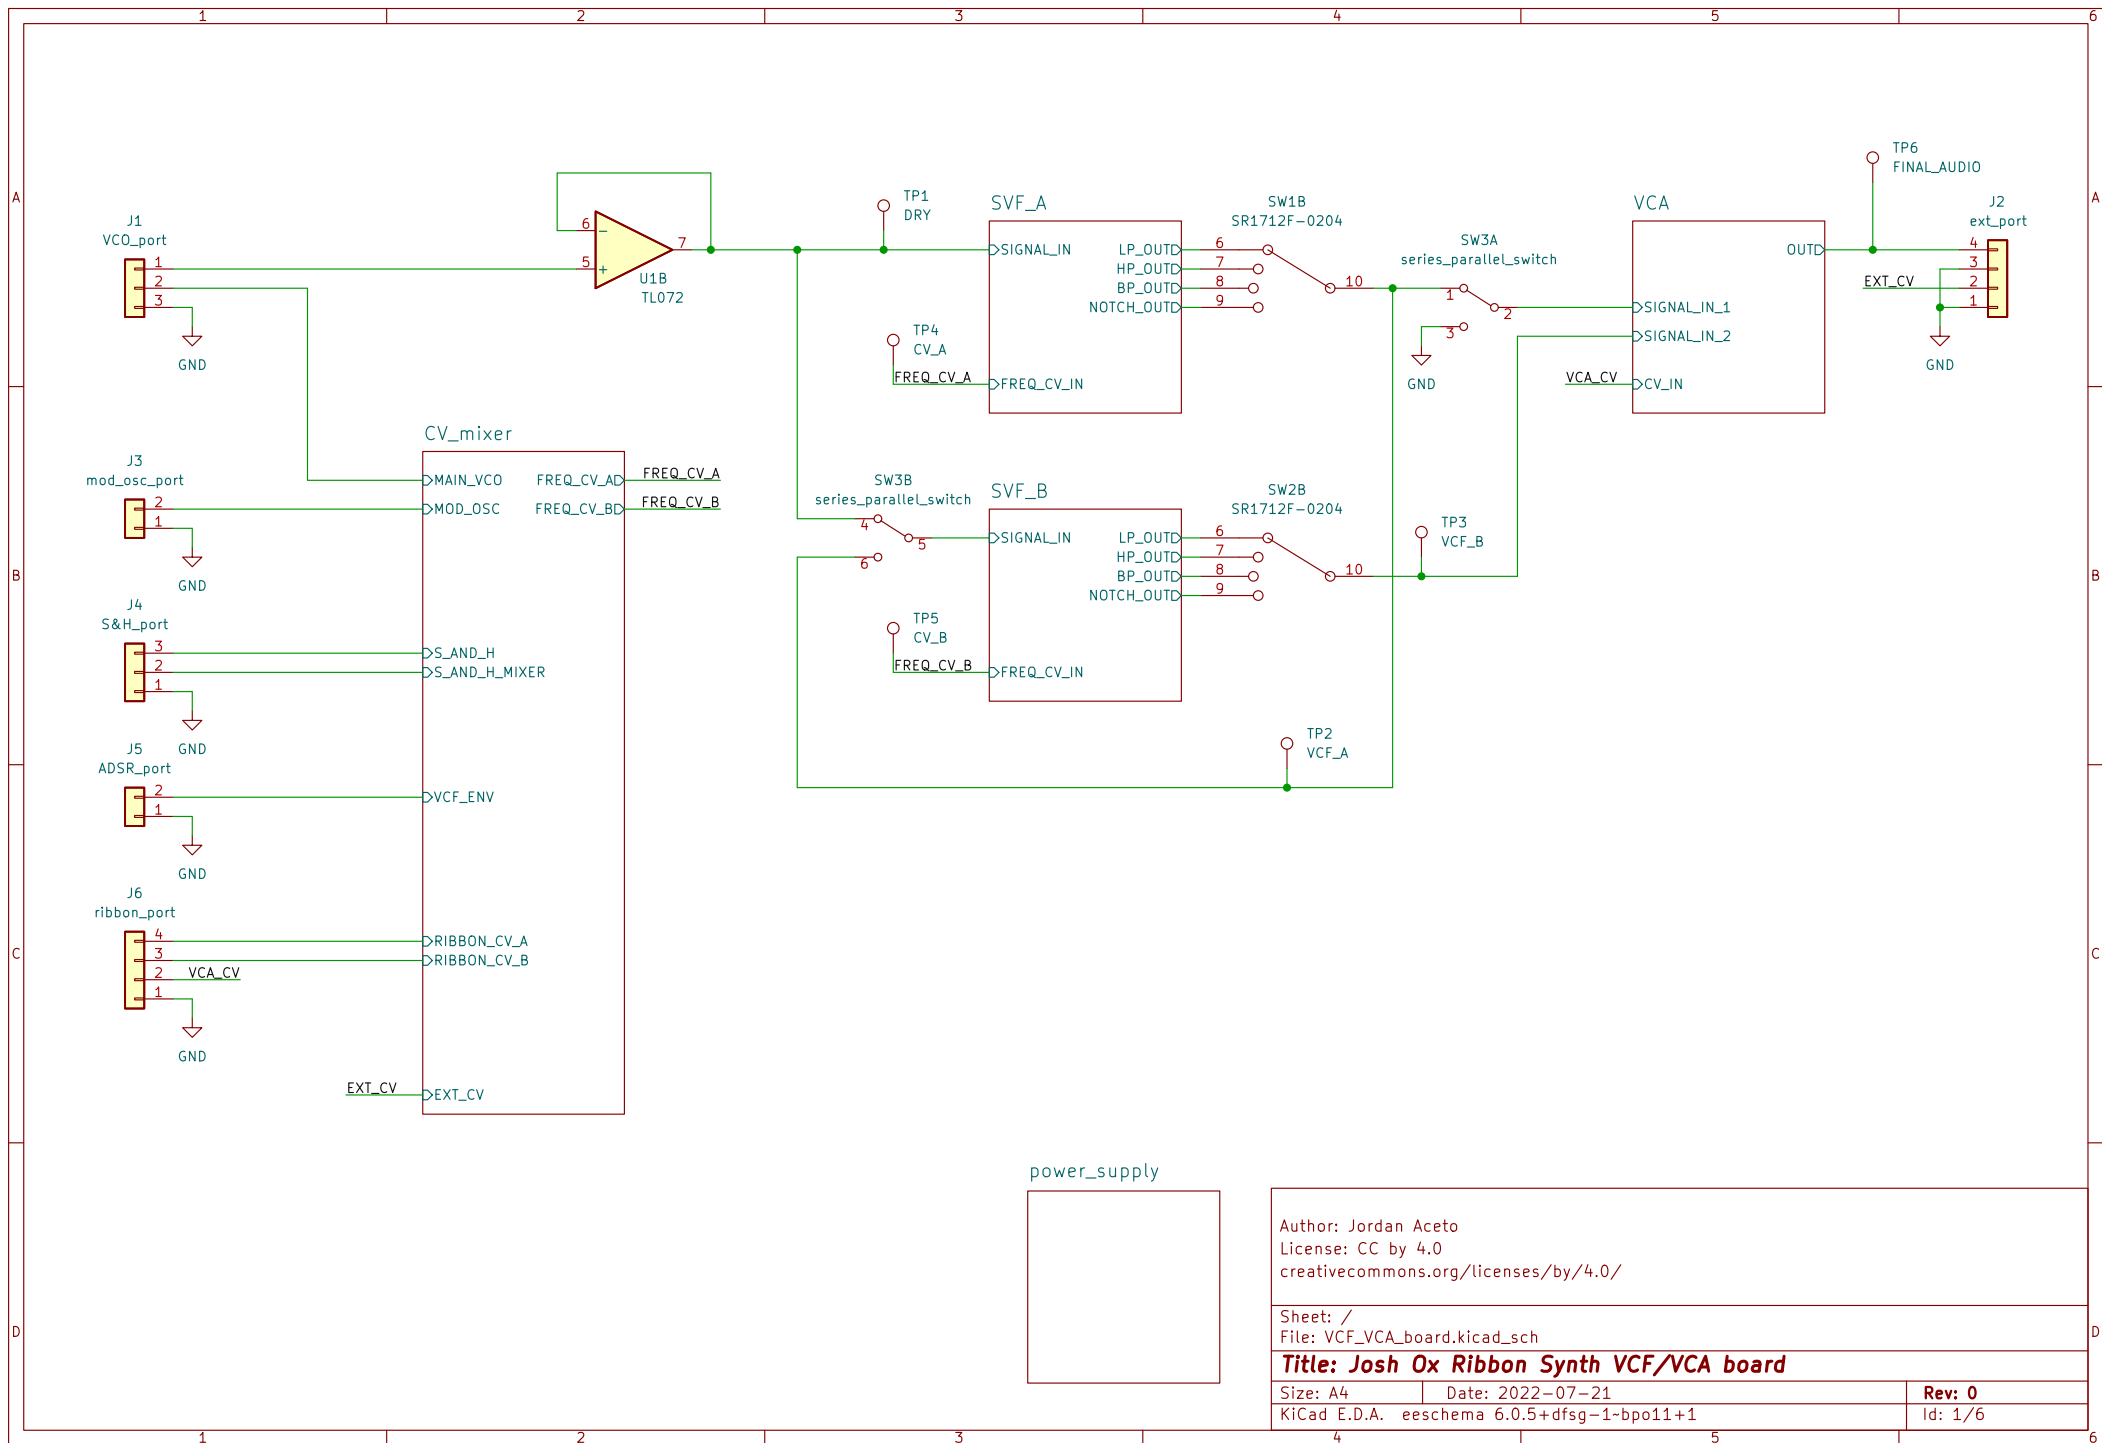 1 2 3 4 5 6
A A
B B
C C
D D
1 2 3 4 5 6
J1
VCO_port
1
2
3
GND
6
5
7
U1B
TL072
TP1
DRY
SVF_A
SIGNAL_IN
LP_OUT
HP_OUT
BP_OUT
NOTCH_OUT
FREQ_CV_IN
6
7
8
9
SW1B
SR1712F-0204
10
TP4
CV_A
FREQ_CV_A
SW3A
series_parallel_switch
1
2
3
GND
VCA
OUT
SIGNAL_IN_1
SIGNAL_IN_2
CV_IN
VCA_CV
TP6
FINAL_AUDIO
J2
ext_port
4
3
2
1
EXT_CV
GND
J3
mod_osc_port
2
1
GND
J4
S&H_port
3
2
1
GND
J5
ADSR_port
2
1
GND
J6
ribbon_port
4
3
2
1
VCA_CV
GND
EXT_CV
CV_mixer
MAIN_VCO
MOD_OSC
S_AND_H
S_AND_H_MIXER
VCF_ENV
RIBBON_CV_A
RIBBON_CV_B
EXT_CV
FREQ_CV_A
FREQ_CV_B
FREQ_CV_A
FREQ_CV_B
SW3B
series_parallel_switch
4
5
6
SVF_B
SIGNAL_IN
LP_OUT
HP_OUT
BP_OUT
NOTCH_OUT
FREQ_CV_IN
6
7
8
9
SW2B
SR1712F-0204
10
TP3
VCF_B
TP5
CV_B
FREQ_CV_B
TP2
VCF_A
power_supply
Author: Jordan Aceto
License: CC by 4.0
creativecommons.org/licenses/by/4.0/
Sheet: /
File: VCF_VCA_board.kicad_sch
Title: Josh Ox Ribbon Synth VCF/VCA board
Size: A4 Date: 2022-07-21 Rev: 0
KiCad E.D.A. eeschema 6.0.5+dfsg-1~bpo11+1 Id: 1/6